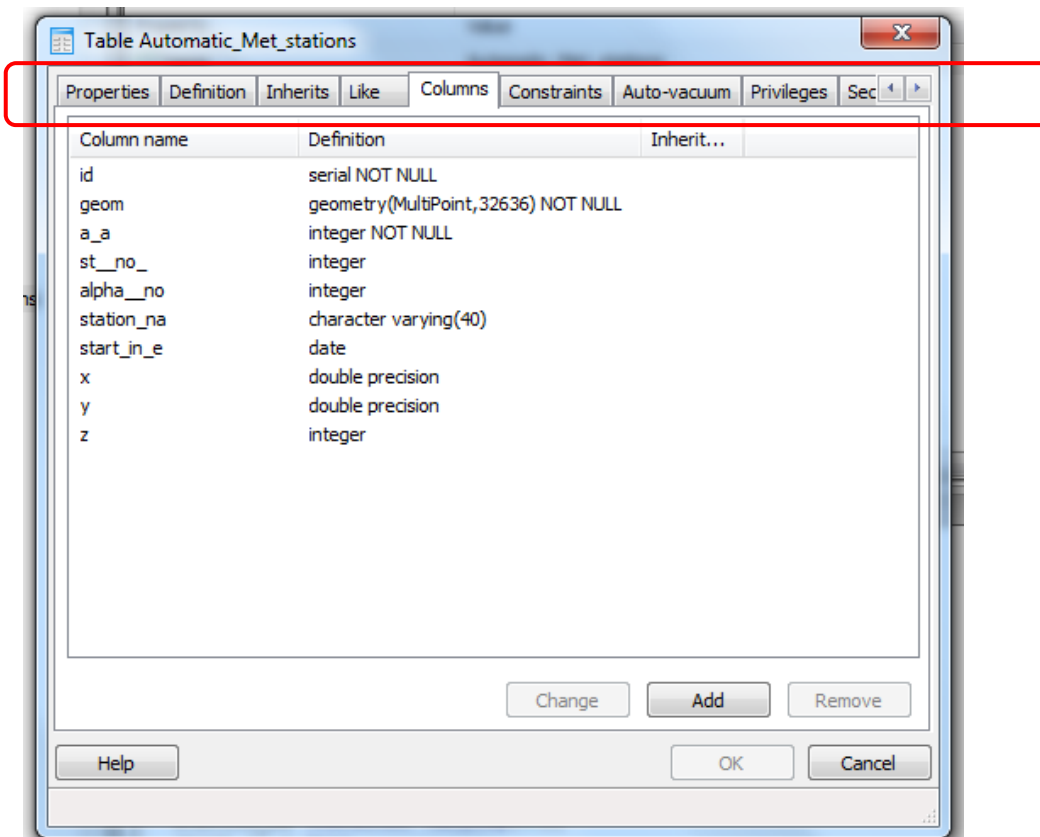 Table Automatic_Met_stations
Properties Definition Inherits Like Columns Constraints Auto-vacuum Privileges Sec
Column name Definition Inherit...
id serial NOT NULL
geom geometry(MultiPoint,32636) NOT NULL
a_a integer NOT NULL
st__no_ integer
alpha__no integer
station_na character varying(40)
start_in_e date
x double precision
y double precision
z integer
Change Add Remove
Help OK Cancel